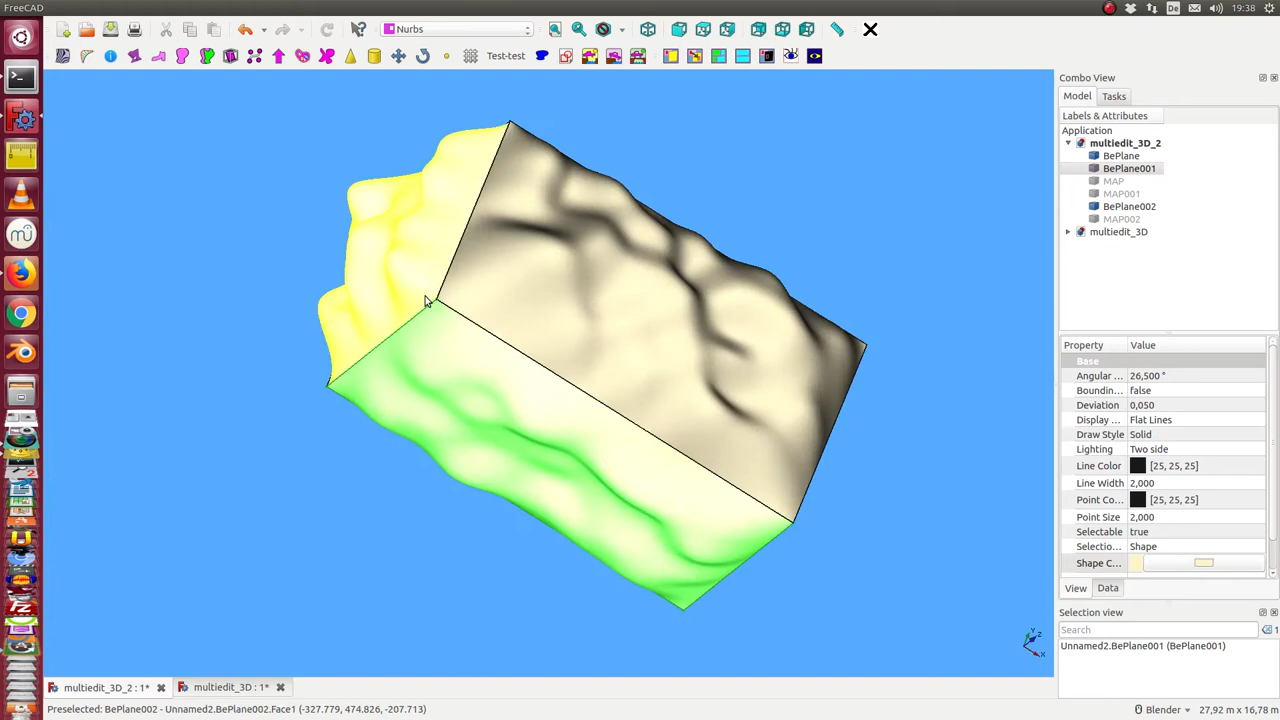 FreeCAD
De
19:38
Nurbs
Test-test
Combo View
Model
Tasks
Labels & Attributes
Application
multiedit_3D_2
BePlane
BePlane001
MAP
MAP001
BePlane002
MAP002
multiedit_3D
Property
Value
Base
Angular ...
26,500 °
Boundin...
false
Deviation
0,050
Display ...
Flat Lines
Draw Style
Solid
Lighting
Two side
Line Color
[25, 25, 25]
Line Width
2,000
Point Co...
[25, 25, 25]
Point Size
2,000
Selectable
true
Selectio...
Shape
Shape C...
View
Data
Selection view
Search
1
Unnamed2.BePlane001 (BePlane001)
multiedit_3D_2 : 1*
multiedit_3D : 1*
Preselected: BePlane002 - Unnamed2.BePlane002.Face1 (-327.779, 474.826, -207.713)
Blender
27,92 m x 16,78 m